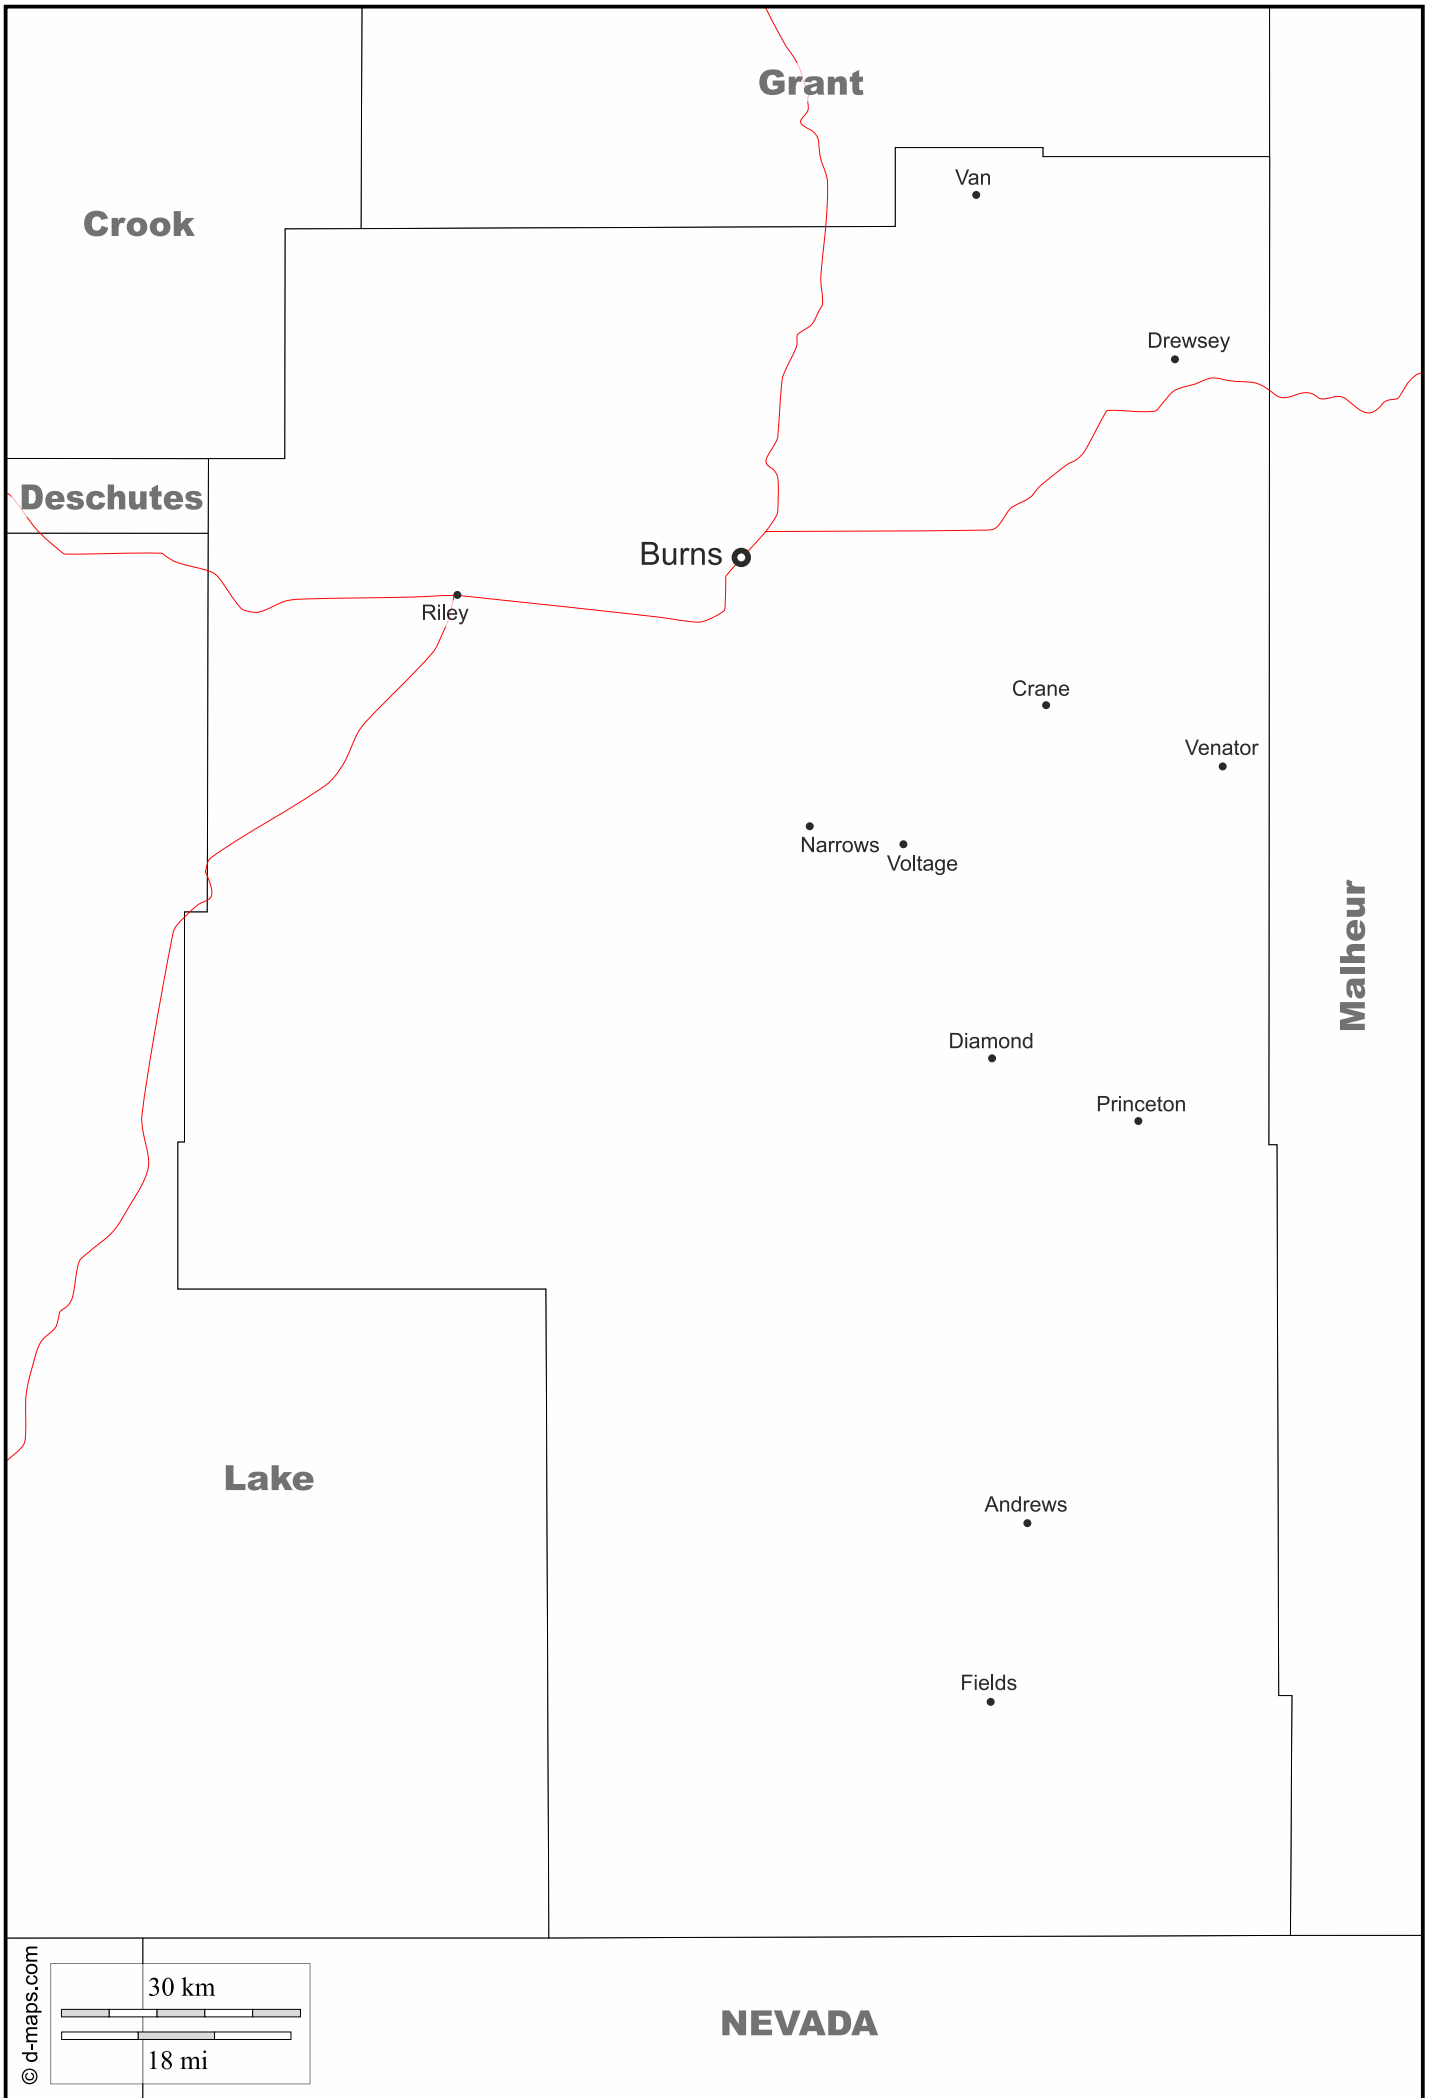 Grant
Van
Crook
Drewsey
Deschutes
Burns
Riley
Crane
Venator
Narrows
Voltage
Malheur
Diamond
Princeton
Lake
Andrews
Fields
© d-maps.com
30 km
18 mi
NEVADA